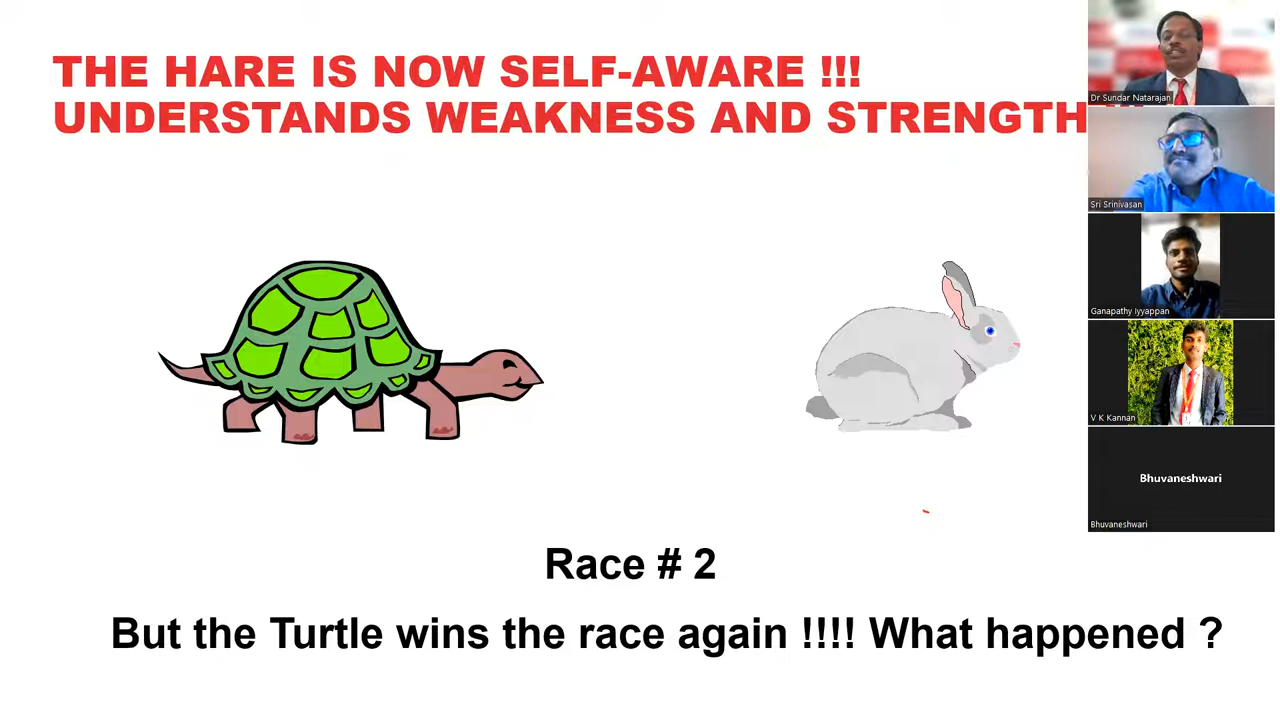 THE HARE IS NOW SELF-AWARE !!!
UNDERSTANDS WEAKNESS AND STRENGTH
Race # 2
But the Turtle wins the race again !!!! What happened ?
Dr Sundar Natarajan
Sri Srinivasan
Ganapathy Iyyappan
V K Kannan
Bhuvaneshwari
Bhuvaneshwari